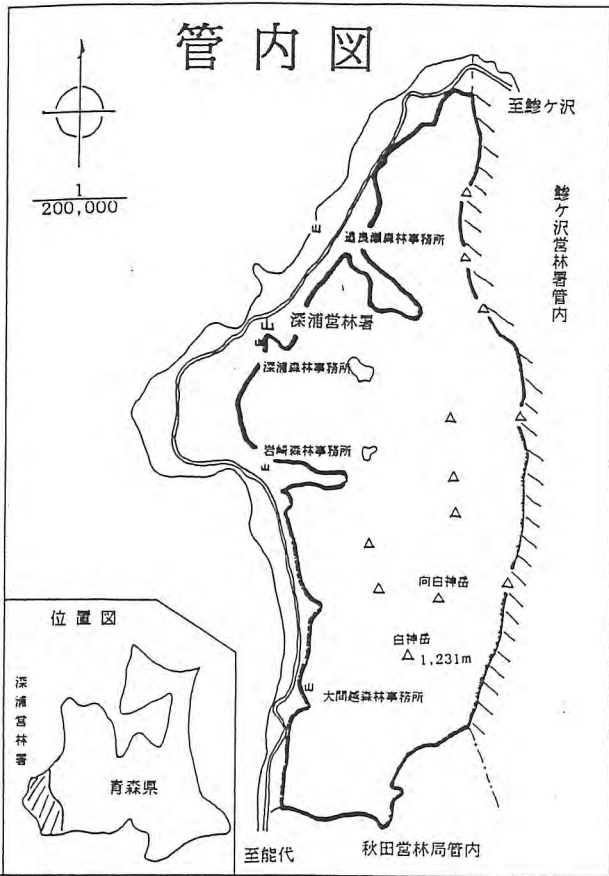 管内図
1
200,000
至鰺ケ沢
鰺ケ沢営林署管内
追良瀬森林事務所
深浦営林署
深浦森林事務所
岩崎森林事務所
向白神岳
白神岳
1,231m
大間越森林事務所
位置図
深浦営林署
青森県
至能代
秋田営林局管内